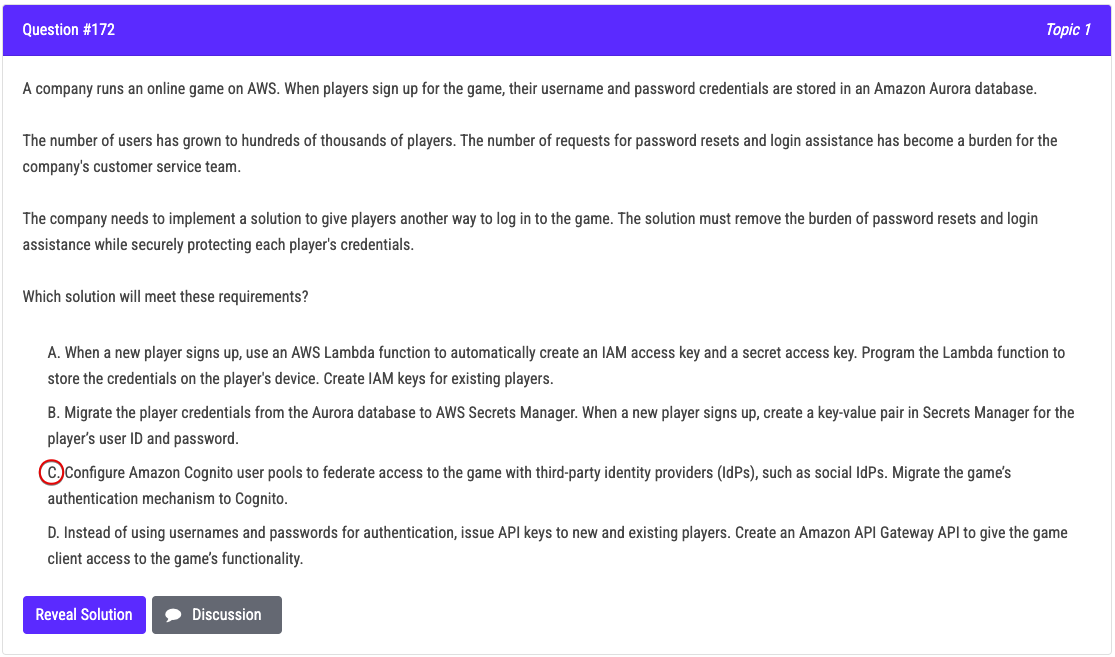 Question #172
Topic 1
A company runs an online game on AWS. When players sign up for the game, their username and password credentials are stored in an Amazon Aurora database.
The number of users has grown to hundreds of thousands of players. The number of requests for password resets and login assistance has become a burden for the
company's customer service team.
The company needs to implement a solution to give players another way to log in to the game. The solution must remove the burden of password resets and login
assistance while securely protecting each player's credentials.
Which solution will meet these requirements?
A. When a new player signs up, use an AWS Lambda function to automatically create an IAM access key and a secret access key. Program the Lambda function to
store the credentials on the player's device. Create IAM keys for existing players.
B. Migrate the player credentials from the Aurora database to AWS Secrets Manager. When a new player signs up, create a key-value pair in Secrets Manager for the
player’s user ID and password.
C. Configure Amazon Cognito user pools to federate access to the game with third-party identity providers (IdPs), such as social IdPs. Migrate the game’s
authentication mechanism to Cognito.
D. Instead of using usernames and passwords for authentication, issue API keys to new and existing players. Create an Amazon API Gateway API to give the game
client access to the game’s functionality.
Reveal Solution
Discussion